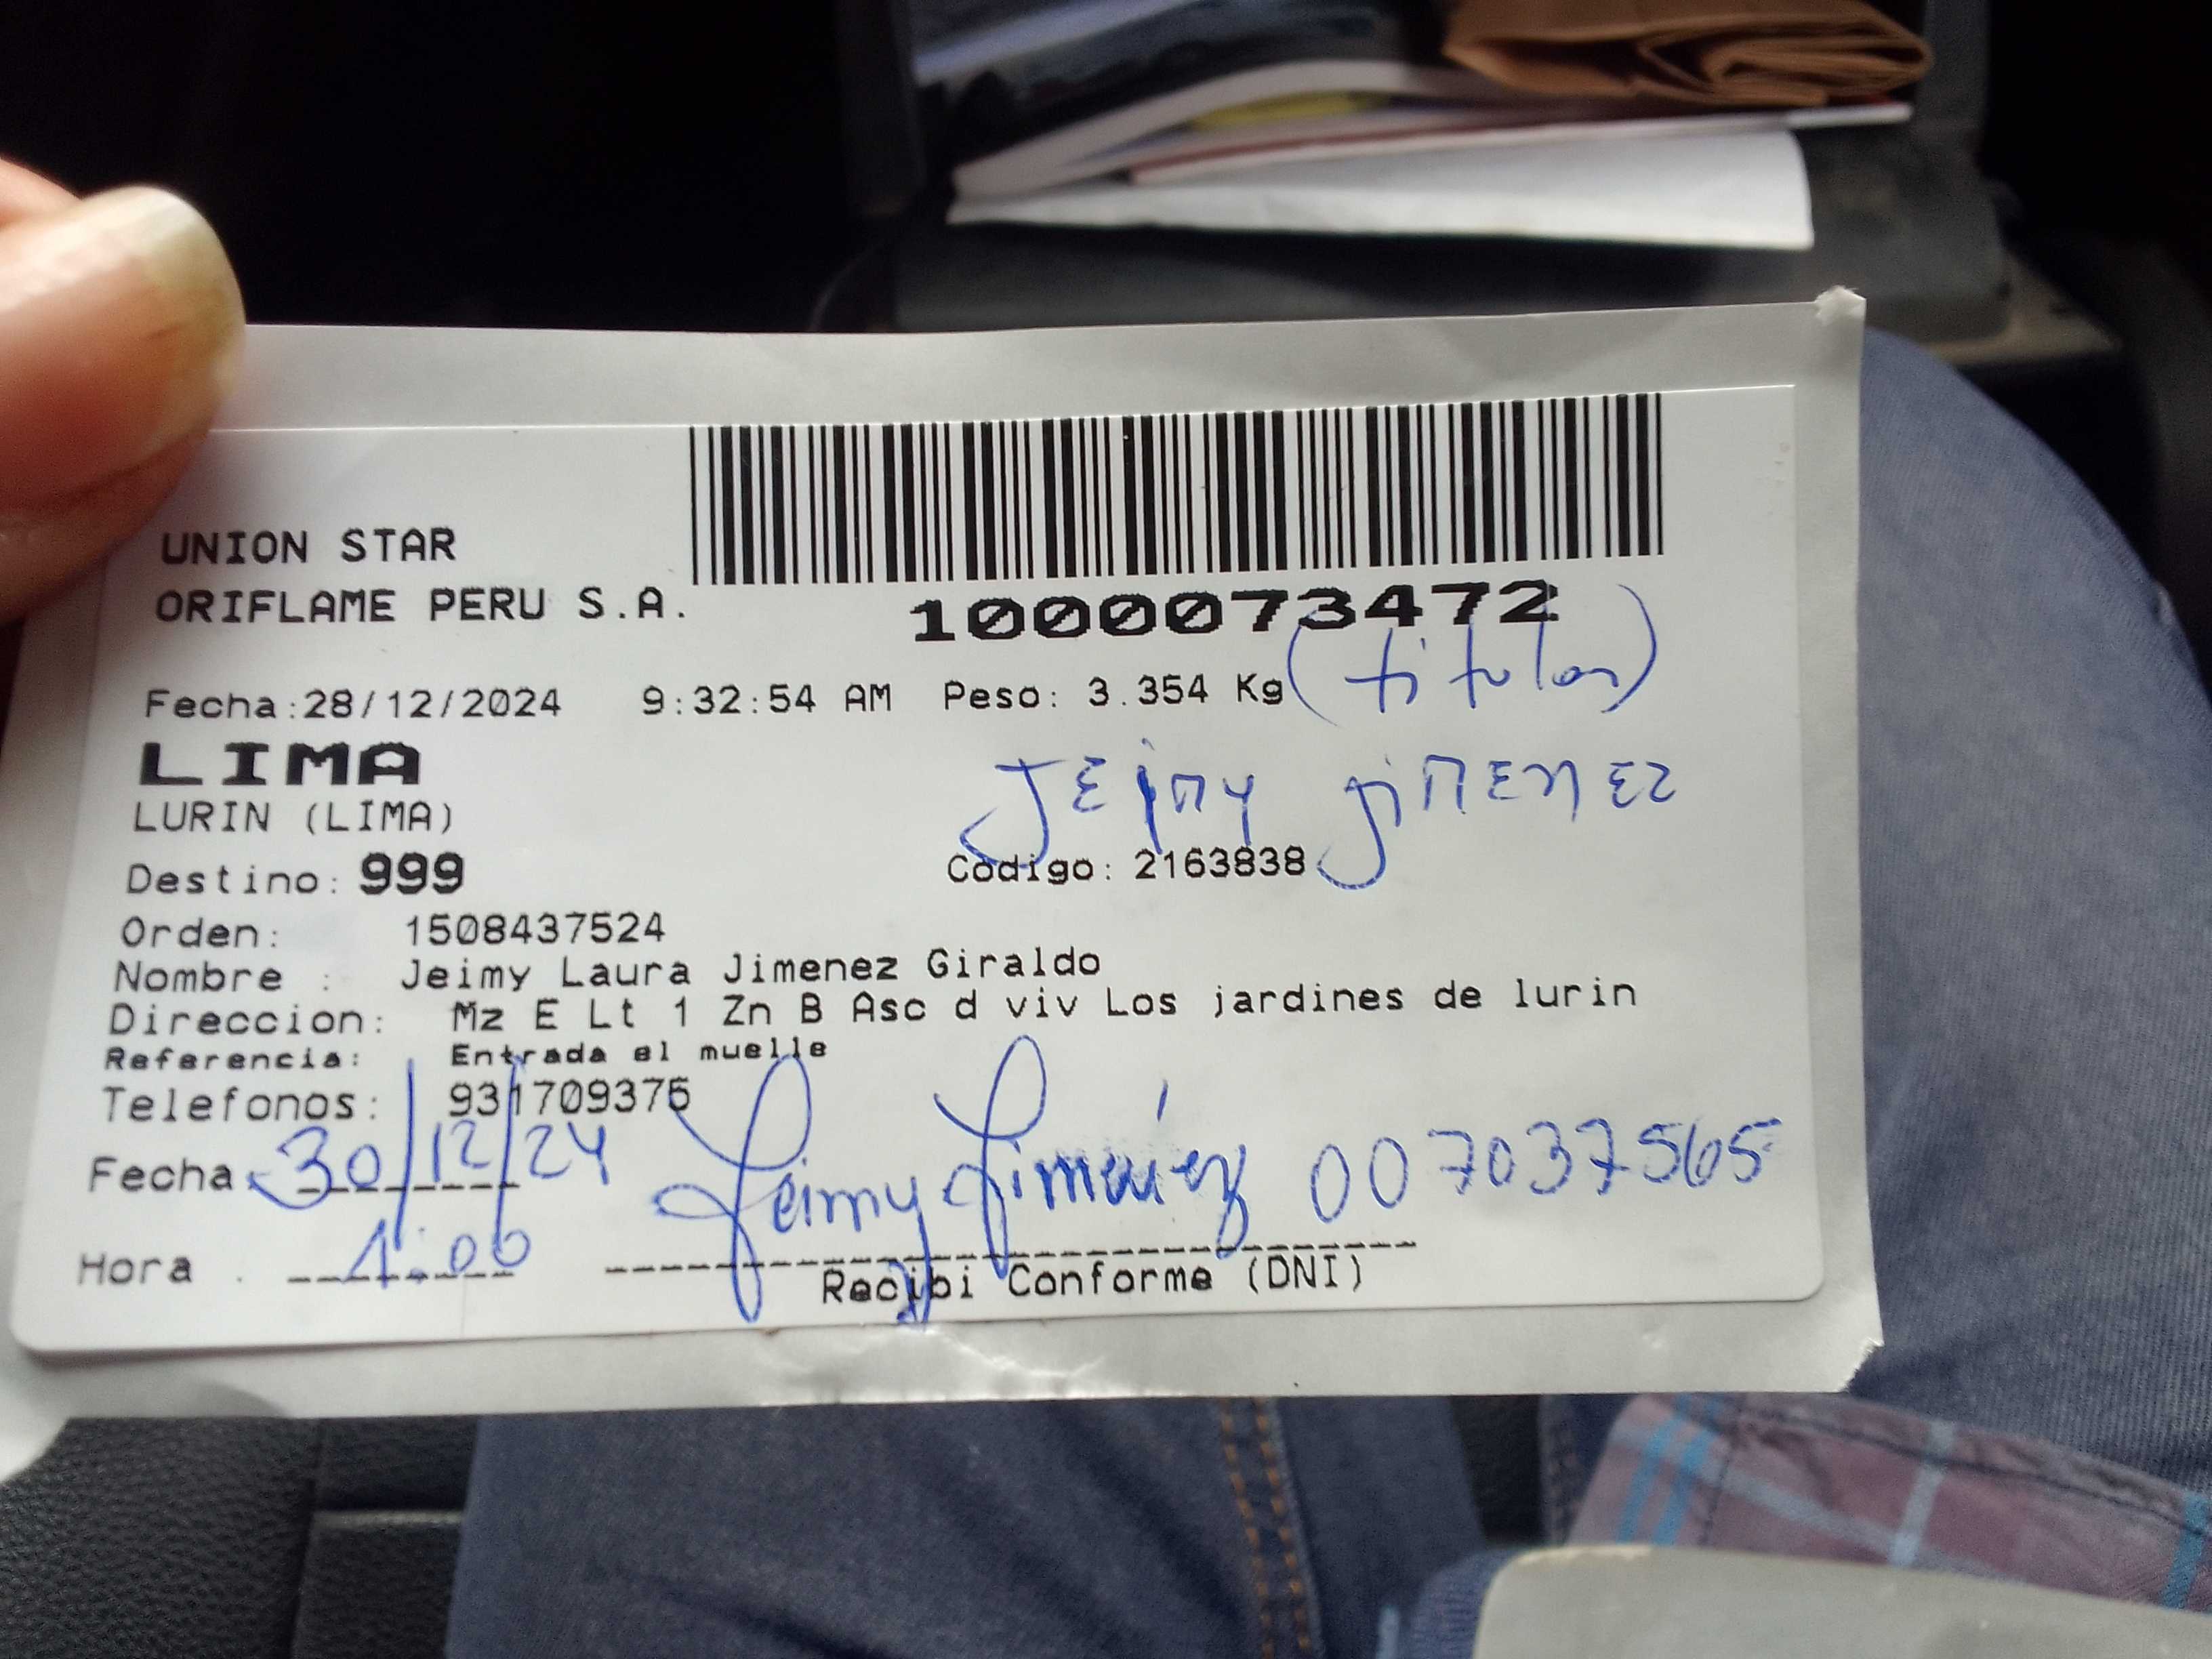 UNION STAR
ORIFLAME PERU S.A.
1000073472
Fecha:28/12/2024 9:32:54 AM Peso: 3.354 Kg (titular)
LIMA
JEIMY JIMENEZ
LURIN (LIMA)
Destino: 999 Codigo: 2163838
Orden: 1508437524
Nombre : Jeimy Laura Jimenez Giraldo
Direccion: Mz E Lt 1 Zn B Asc d viv Los jardines de lurin
Referencia: Entrada el muelle
Telefonos: 931709375
Fecha 30/12/24 Jeimy Jiménez 007037565
Hora . 1:00
Recibi Conforme (DNI)